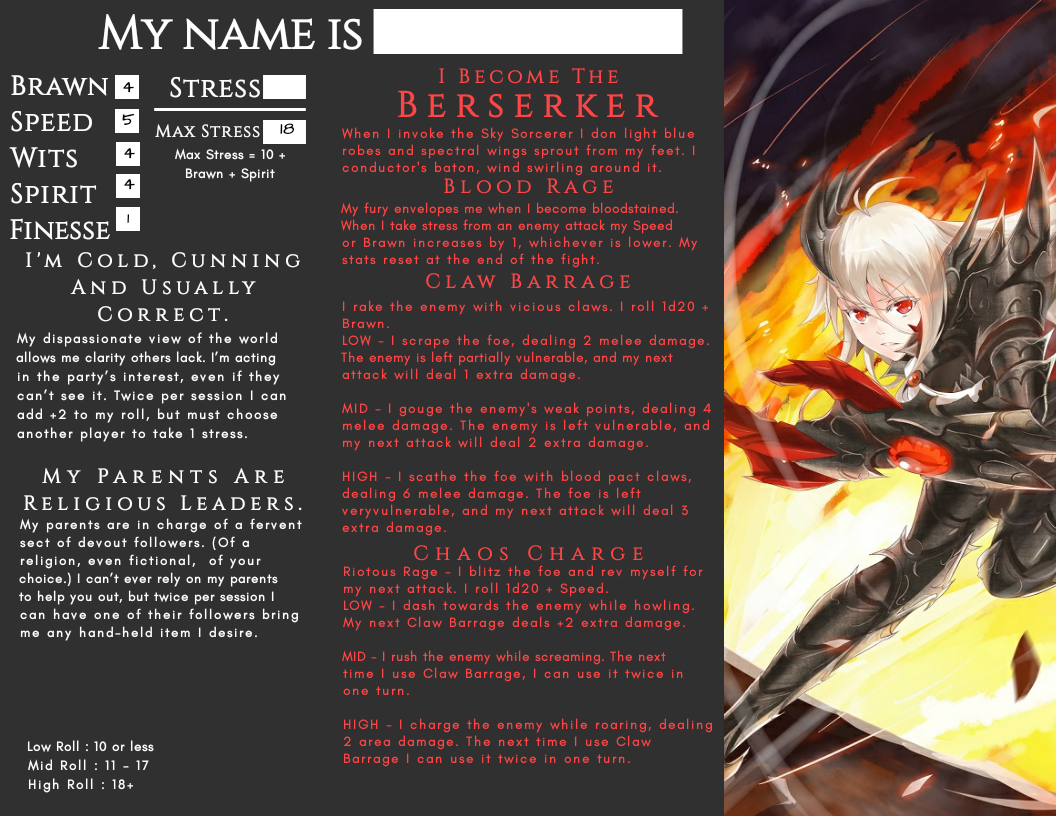 My name is
Brawn 4
Speed 5
Wits 4
Spirit 4
Finesse 1
Stress
Max Stress 18
Max Stress = 10 +
Brawn + Spirit
I'm Cold, Cunning
And Usually
Correct.
My dispassionate view of the world
allows me clarity others lack. I'm acting
in the party's interest, even if they
can't see it. Twice per session I can
add +2 to my roll, but must choose
another player to take 1 stress.
My Parents Are
Religious Leaders.
My parents are in charge of a fervent
sect of devout followers. (Of a
religion, even fictional, of your
choice.) I can't ever rely on my parents
to help you out, but twice per session I
can have one of their followers bring
me any hand-held item I desire.
Low Roll : 10 or less
Mid Roll : 11 - 17
High Roll : 18+
I Become The
Berserker
When I invoke the Sky Sorcerer I don light blue
robes and spectral wings sprout from my feet. I
conductor's baton, wind swirling around it.
Blood Rage
My fury envelopes me when I become bloodstained.
When I take stress from an enemy attack my Speed
or Brawn increases by 1, whichever is lower. My
stats reset at the end of the fight.
Claw Barrage
I rake the enemy with vicious claws. I roll 1d20 +
Brawn.
LOW - I scrape the foe, dealing 2 melee damage.
The enemy is left partially vulnerable, and my next
attack will deal 1 extra damage.
MID - I gouge the enemy's weak points, dealing 4
melee damage. The enemy is left vulnerable, and
my next attack will deal 2 extra damage.
HIGH - I scathe the foe with blood pact claws,
dealing 6 melee damage. The foe is left
veryvulnerable, and my next attack will deal 3
extra damage.
Chaos Charge
Riotous Rage - I blitz the foe and rev myself for
my next attack. I roll 1d20 + Speed.
LOW - I dash towards the enemy while howling.
My next Claw Barrage deals +2 extra damage.
MID - I rush the enemy while screaming. The next
time I use Claw Barrage, I can use it twice in
one turn.
HIGH - I charge the enemy while roaring, dealing
2 area damage. The next time I use Claw
Barrage I can use it twice in one turn.